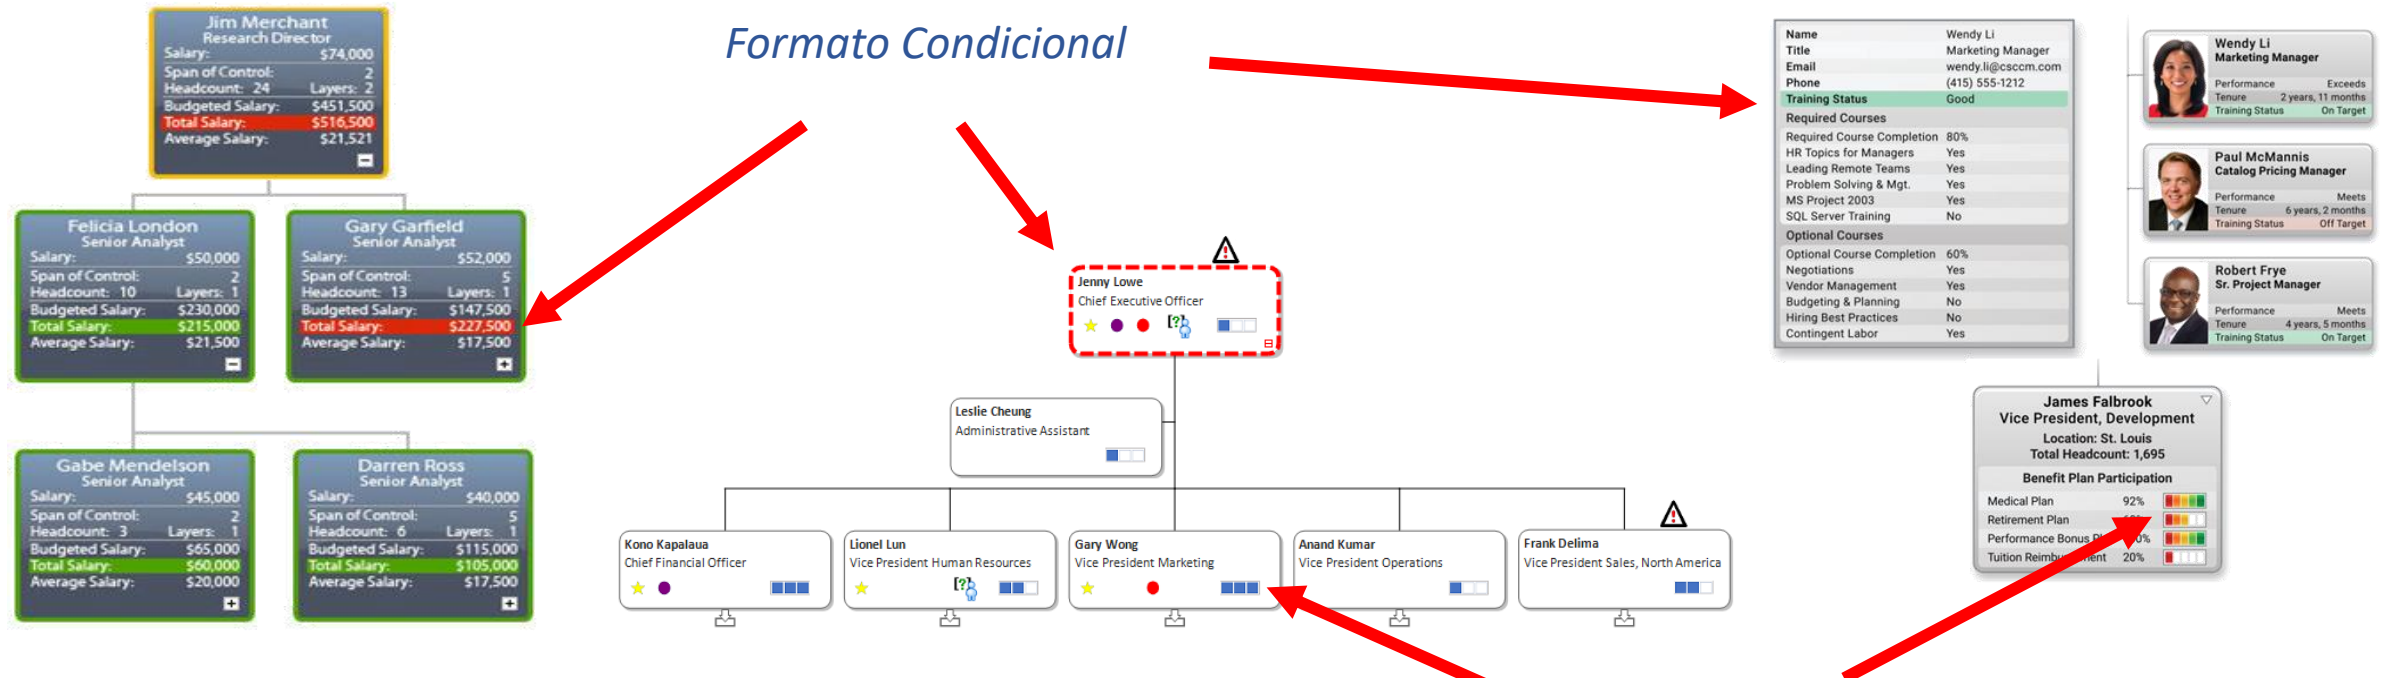 Formato Condicional
Jim Merchant
Research Director
Salary: $74,000
Span of Control: 2
Headcount: 24 Layers: 2
Budgeted Salary: $451,500
Total Salary: $516,500
Average Salary: $21,521
Felicia London
Senior Analyst
Salary: $50,000
Span of Control: 2
Headcount: 10 Layers: 1
Budgeted Salary: $230,000
Total Salary: $215,000
Average Salary: $21,500
Gary Garfield
Senior Analyst
Salary: $52,000
Span of Control: 5
Headcount: 13 Layers: 1
Budgeted Salary: $147,500
Total Salary: $227,500
Average Salary: $17,500
Gabe Mendelson
Senior Analyst
Salary: $45,000
Span of Control: 2
Headcount: 3 Layers: 1
Budgeted Salary: $65,000
Total Salary: $60,000
Average Salary: $20,000
Darren Ross
Senior Analyst
Salary: $40,000
Span of Control: 5
Headcount: 6 Layers: 1
Budgeted Salary: $115,000
Total Salary: $105,000
Average Salary: $17,500
Jenny Lowe
Chief Executive Officer
[?]
Leslie Cheung
Administrative Assistant
Kono Kapalaua
Chief Financial Officer
Lionel Lun
Vice President Human Resources
[?]
Gary Wong
Vice President Marketing
Anand Kumar
Vice President Operations
Frank Delima
Vice President Sales, North America
Name Wendy Li
Title Marketing Manager
Email wendy.li@csccm.com
Phone (415) 555-1212
Training Status Good
Required Courses
Required Course Completion 80%
HR Topics for Managers Yes
Leading Remote Teams Yes
Problem Solving & Mgt. Yes
MS Project 2003 Yes
SQL Server Training No
Optional Courses
Optional Course Completion 60%
Negotiations Yes
Vendor Management Yes
Budgeting & Planning No
Hiring Best Practices No
Contingent Labor Yes
Wendy Li
Marketing Manager
Performance Exceeds
Tenure 2 years, 11 months
Training Status On Target
Paul McMannis
Catalog Pricing Manager
Performance Meets
Tenure 6 years, 2 months
Training Status Off Target
Robert Frye
Sr. Project Manager
Performance Meets
Tenure 4 years, 5 months
Training Status On Target
James Falbrook
Vice President, Development
Location: St. Louis
Total Headcount: 1,695
Benefit Plan Participation
Medical Plan 92%
Retirement Plan
Performance Bonus
Tuition 20%